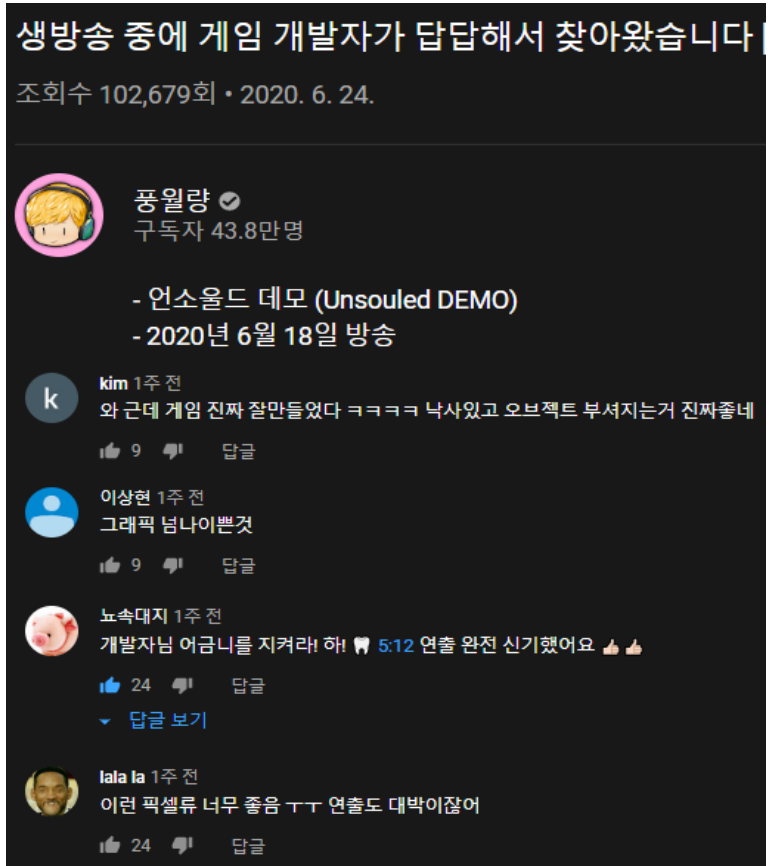 생방송 중에 게임 개발자가 답답해서 찾아왔습니다
조회수 102,679회 • 2020. 6. 24.
풍월량
구독자 43.8만명
- 언소울드 데모 (Unsouled DEMO)
- 2020년 6월 18일 방송
k
kim 1주 전
와 근데 게임 진짜 잘만들었다 ㅋㅋㅋㅋ 낙사있고 오브젝트 부셔지는거 진짜좋네
9 답글
이상현 1주 전
그래픽 넘나이쁜것
9 답글
뇨속대지 1주 전
개발자님 어금니를 지켜라! 하! 🦷 5:12 연출 완전 신기했어요 👍🏻👍🏻
24 답글
답글 보기
lala la 1주 전
이런 픽셀류 너무 좋음 ㅜㅜ 연출도 대박이잖어
24 답글